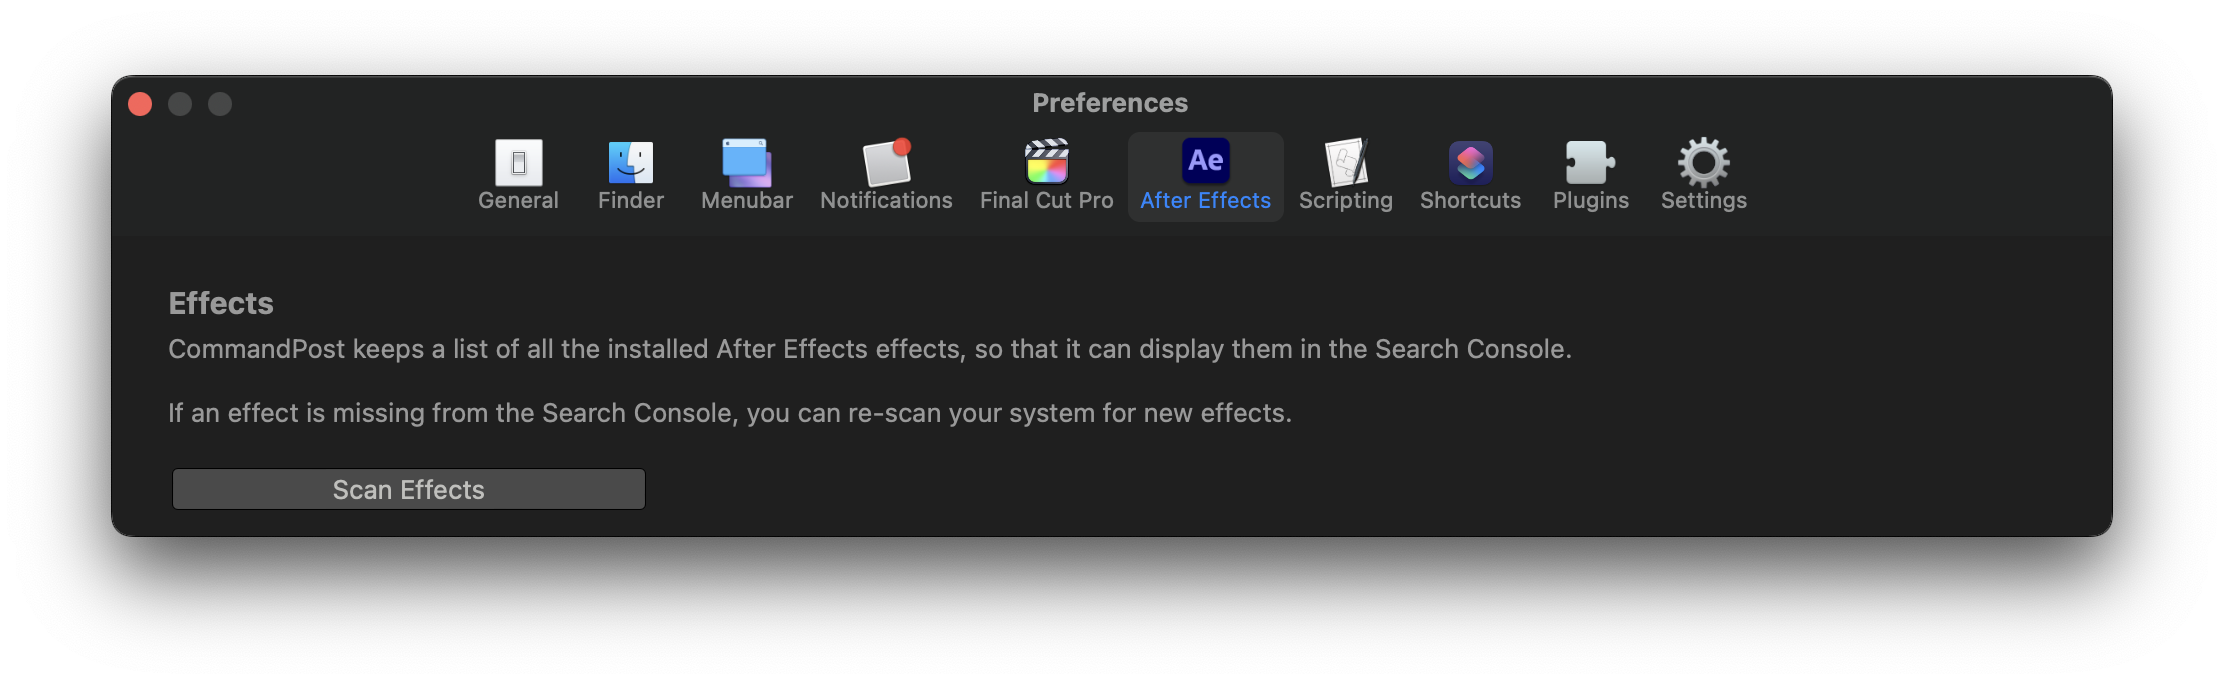 Preferences
Ae
General Finder Menubar Notifications Final Cut Pro After Effects Scripting Shortcuts Plugins Settings
Effects
CommandPost keeps a list of all the installed After Effects effects, so that it can display them in the Search Console.
If an effect is missing from the Search Console, you can re-scan your system for new effects.
Scan Effects